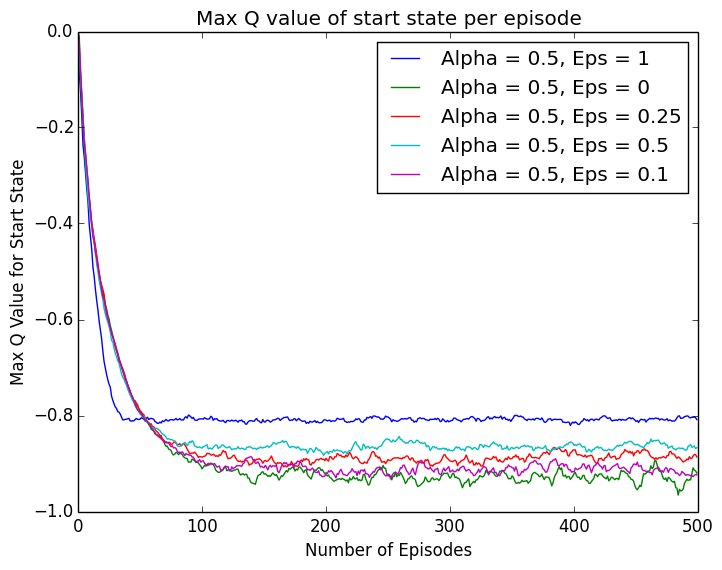 Max Q value of start state per episode
0.0
−0.2
−0.4
−0.6
−0.8
−1.0
Max Q Value for Start State
Alpha = 0.5, Eps = 1
Alpha = 0.5, Eps = 0
Alpha = 0.5, Eps = 0.25
Alpha = 0.5, Eps = 0.5
Alpha = 0.5, Eps = 0.1
0 100 200 300 400 500
Number of Episodes